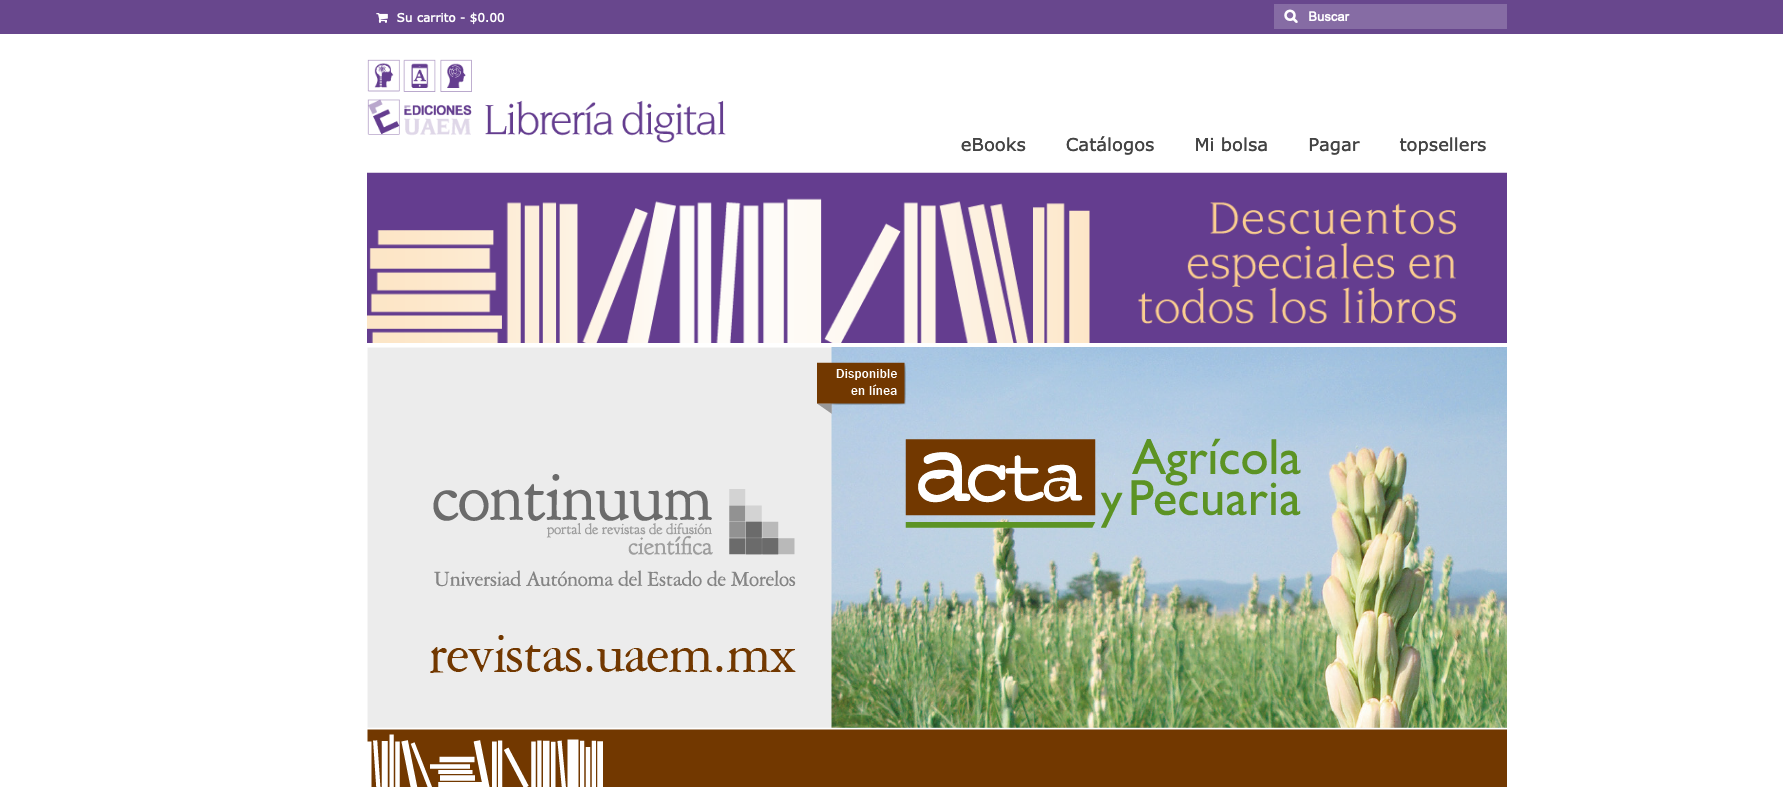 Su carrito - $0.00
Buscar
A
EDICIONES
UAEM
Librería digital
eBooks
Catálogos
Mi bolsa
Pagar
topsellers
Descuentos
especiales en
todos los libros
Disponible
en línea
continuum
portal de revistas de difusión
científica
Universiad Autónoma del Estado de Morelos
revistas.uaem.mx
acta
Agrícola
y Pecuaria